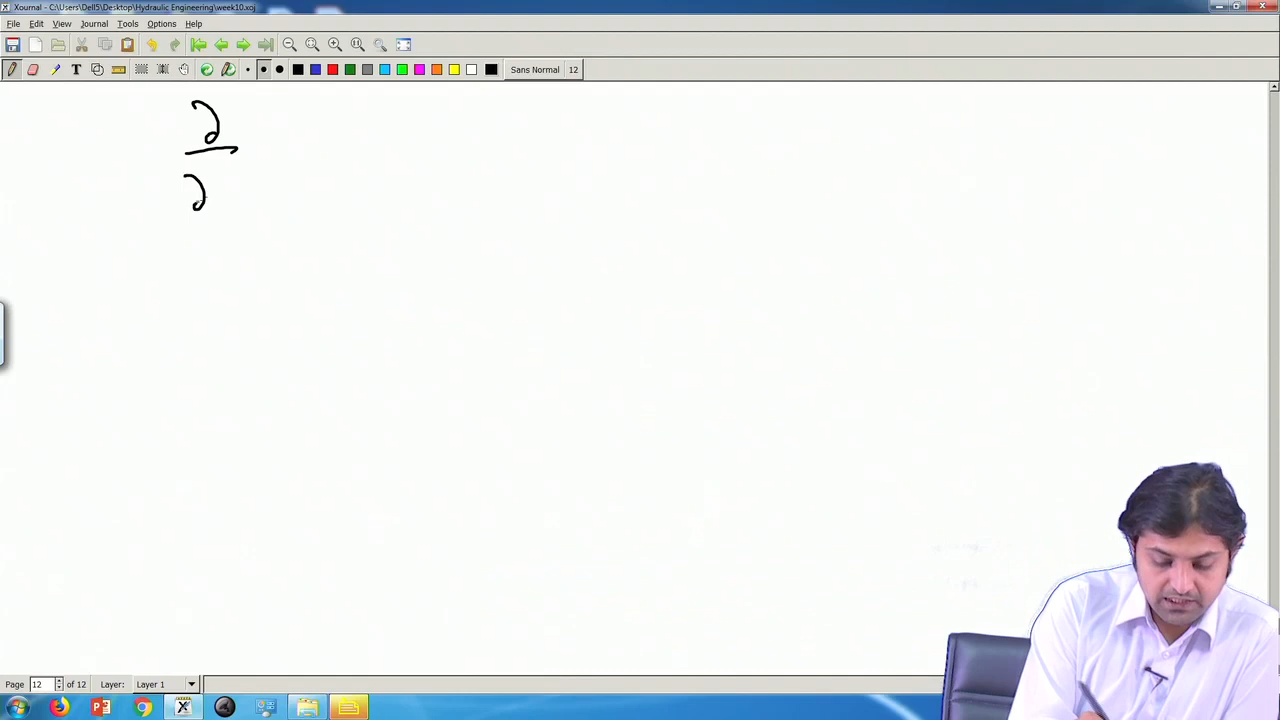 Xournal - C:\Users\Dell5\Desktop\Hydraulic Engineering\week10.xoj
File Edit View Journal Tools Options Help
Sans Normal 12
∂
∂
Page 12 of 12 Layer: Layer 1